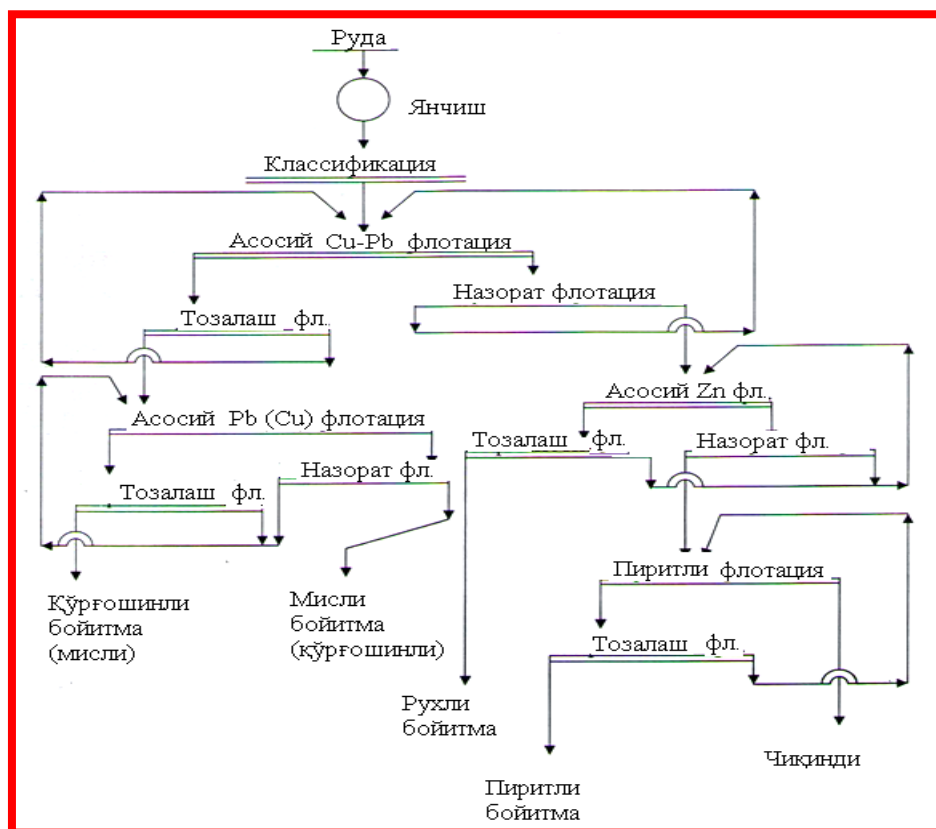 Руда
Янчиш
Классификация
Асосий Cu-Pb флотация
Назорат флотация
Тозалаш фл.
Асосий Zn фл.
Асосий Pb (Cu) флотация
Тозалаш фл.
Назорат фл.
Назорат фл.
Тозалаш фл.
Пиритли флотация
Қўрғошинли
бойитма
(мисли)
Мисли
бойитма
(қўрғошинли)
Тозалаш фл.
Рухли
бойитма
Чиқинди
Пиритли
бойитма